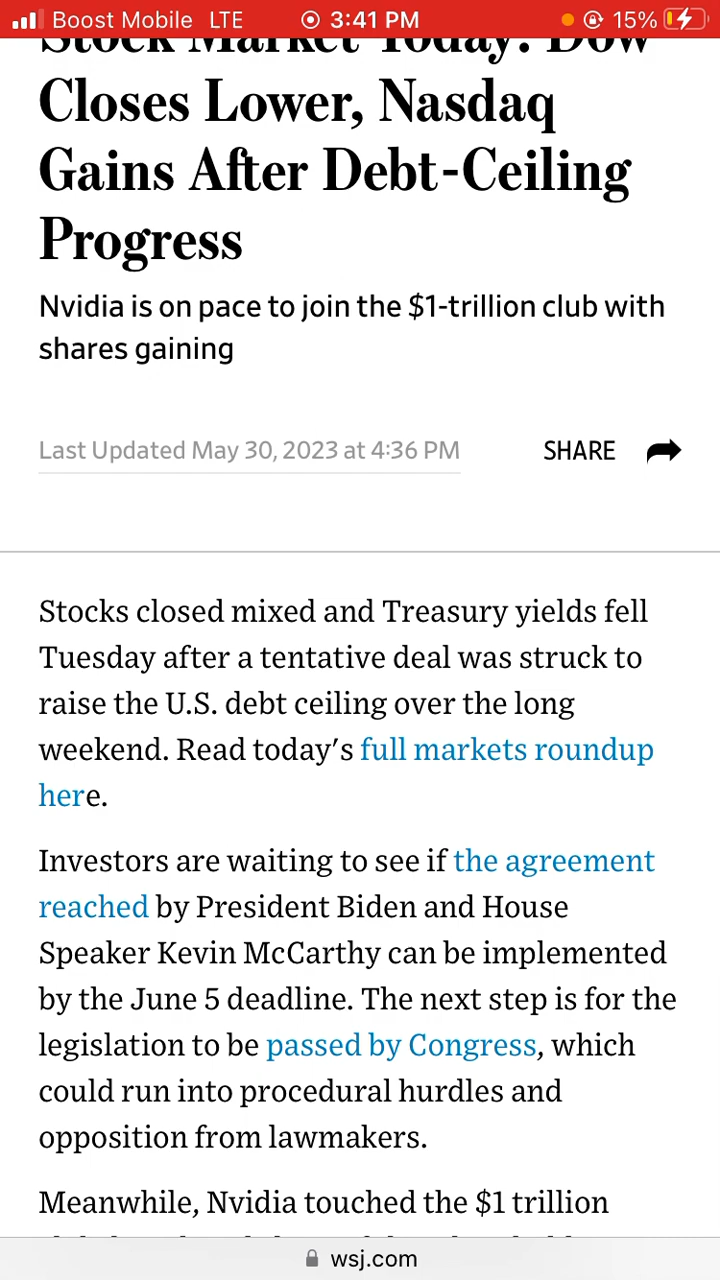 Boost Mobile LTE 3:41 PM 15%
Stock Market Today: Dow
Closes Lower, Nasdaq
Gains After Debt-Ceiling
Progress
Nvidia is on pace to join the $1-trillion club with
shares gaining
Last Updated May 30, 2023 at 4:36 PM SHARE
Stocks closed mixed and Treasury yields fell
Tuesday after a tentative deal was struck to
raise the U.S. debt ceiling over the long
weekend. Read today's full markets roundup
here.
Investors are waiting to see if the agreement
reached by President Biden and House
Speaker Kevin McCarthy can be implemented
by the June 5 deadline. The next step is for the
legislation to be passed by Congress, which
could run into procedural hurdles and
opposition from lawmakers.
Meanwhile, Nvidia touched the $1 trillion
wsj.com